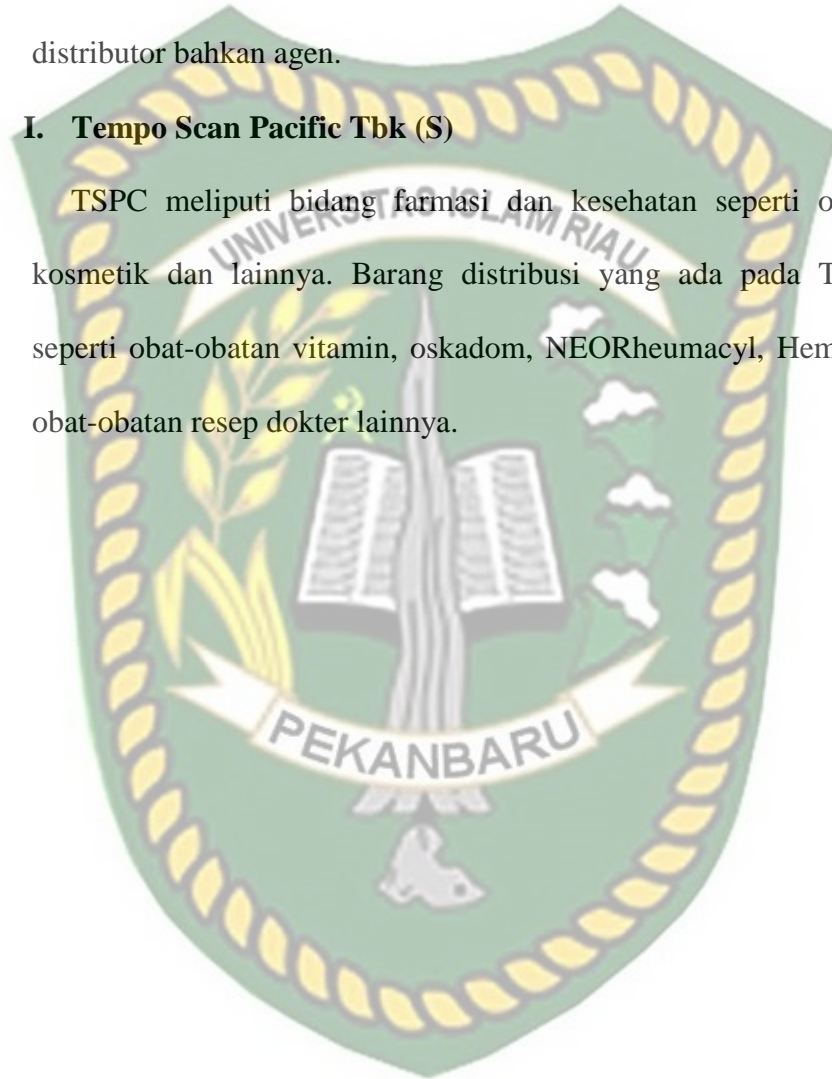 distributor bahkan agen.
I. Tempo Scan Pacific Tbk (S)
TSPC meliputi bidang farmasi dan kesehatan seperti
kosmetik dan lainnya. Barang distribusi yang ada pada
seperti obat-obatan vitamin, oskadom, NEORheumacyl,
obat-obatan resep dokter lainnya.
UNIVERSITAS ISLAM RIAU
PEKANBARU